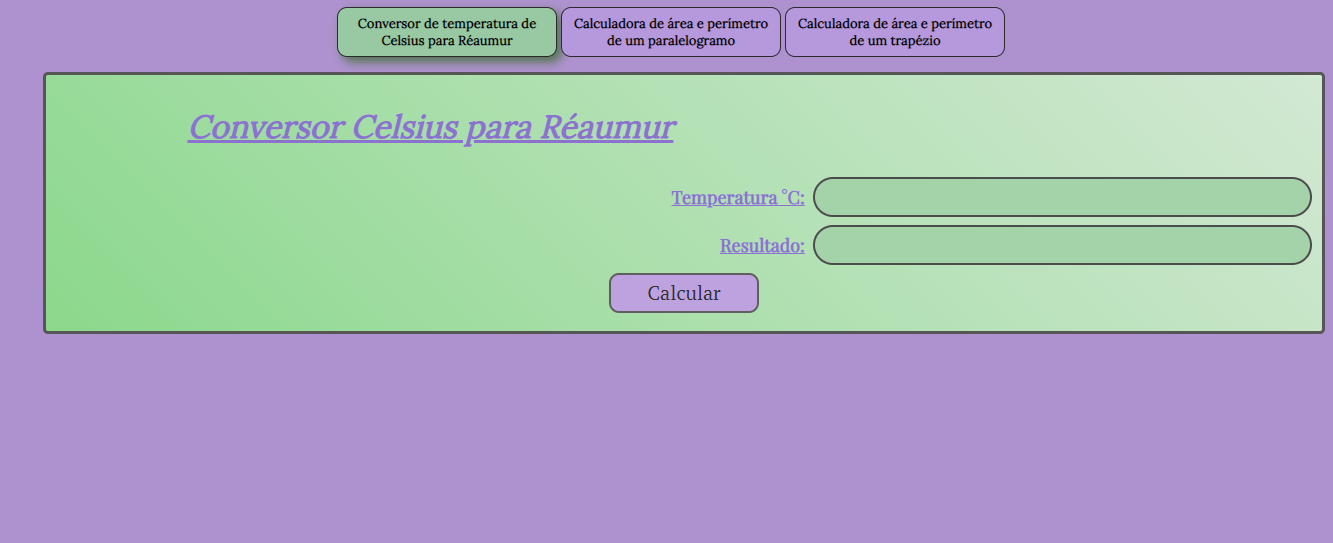 Conversor de temperatura de
Celsius para Réaumur
Calculadora de área e perímetro
de um paralelogramo
Calculadora de área e perímetro
de um trapézio
Conversor Celsius para Réaumur
Temperatura °C:
Resultado:
Calcular